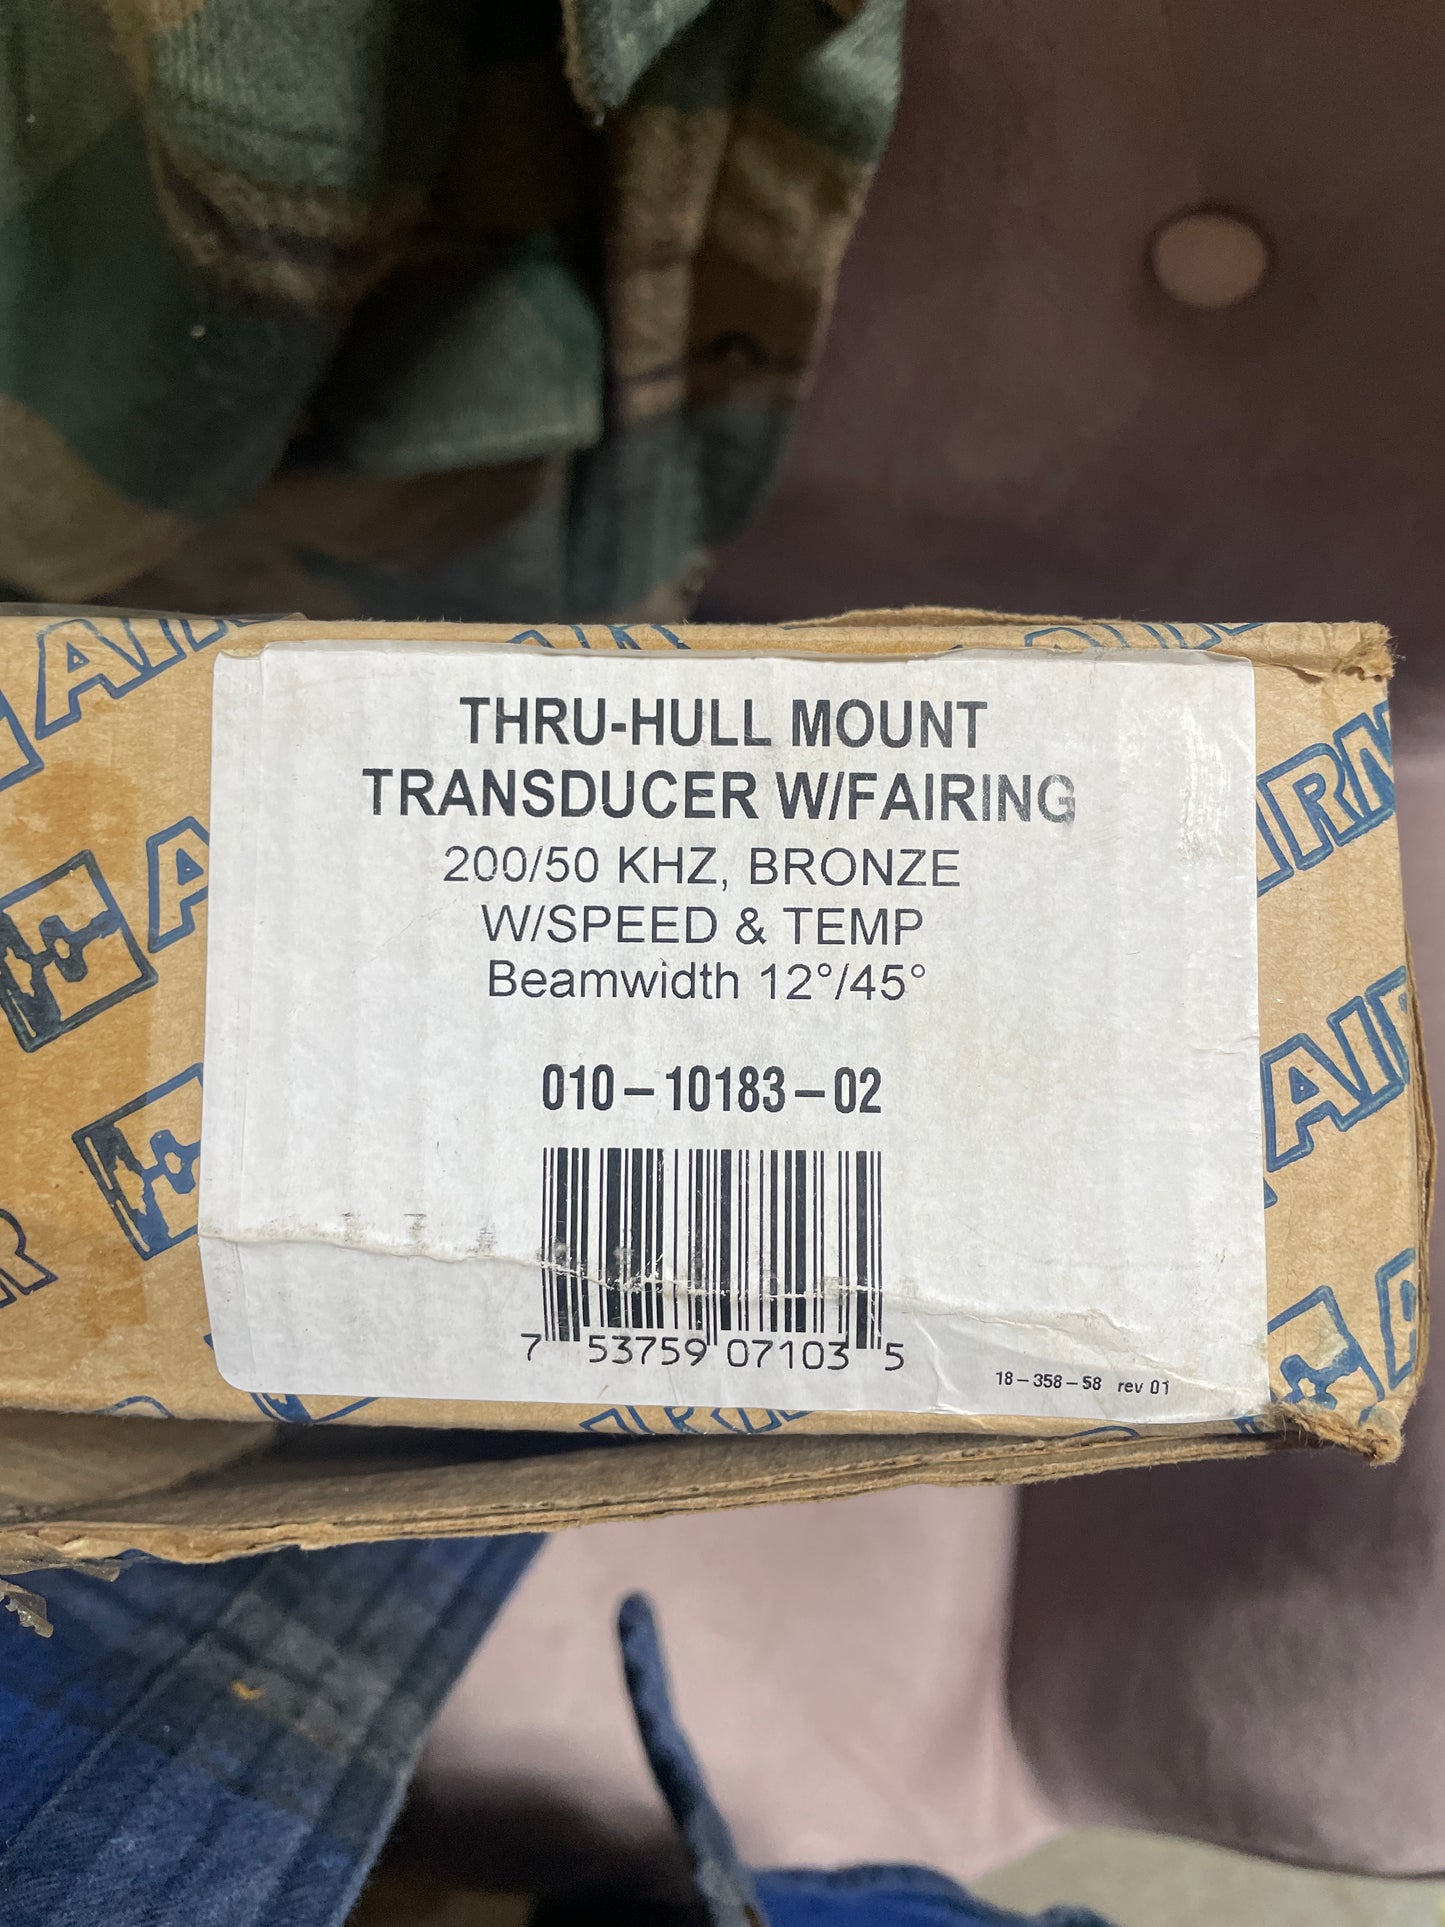 THRU-HULL MOUNT
TRANSDUCER W/FAIRING
200/50 KHZ, BRONZE
W/SPEED & TEMP
Beamwidth 12°/45°
010-10183-02
7 53759 07103 5
18-358-58 rev 01